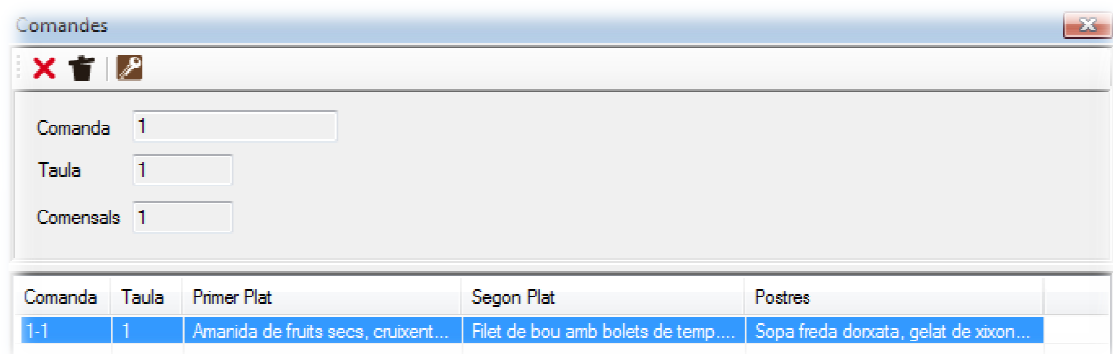 Comandes
Comanda 1
Taula 1
Comensals 1
Comanda Taula Primer Plat Segon Plat Postres
1-1 1 Amanida de fruits secs, cruixent... Filet de bou amb bolets de temp.... Sopa freda dorxata, gelat de xixon...